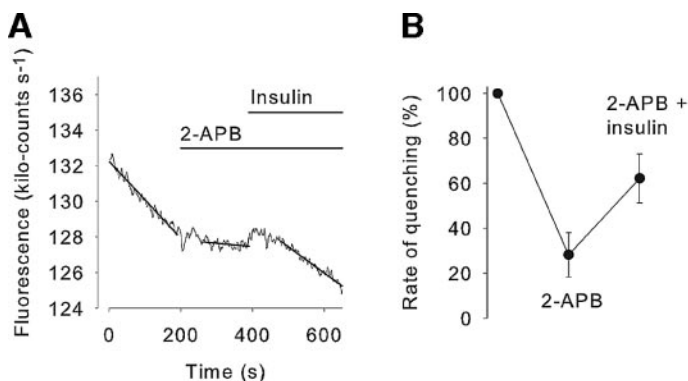 A
Fluorescence (kilo-counts s-1)
136
134
132
130
128
126
124
Insulin
2-APB
0
200
400
600
Time (s)
B
Rate of quenching (%)
100
80
60
40
20
0
2-APB +
insulin
2-APB